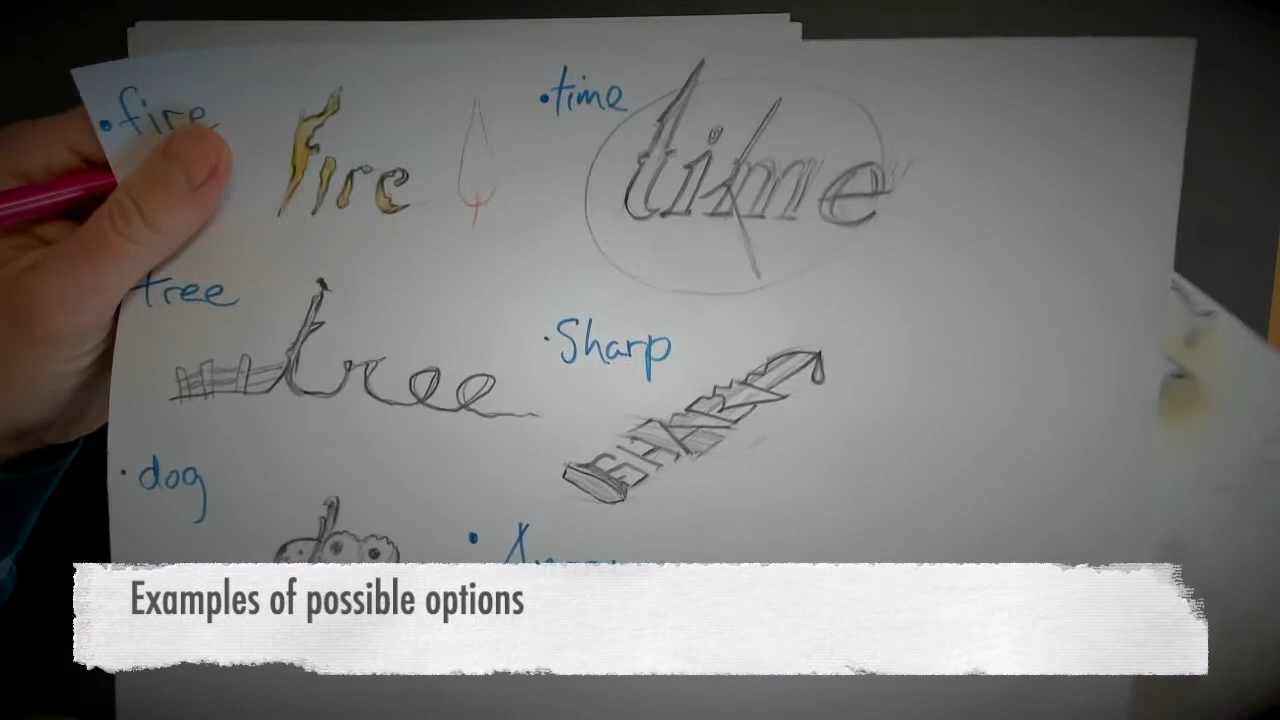 • fire
fire
• time
time
tree
tree
• Sharp
SHARP
• dog
Examples of possible options